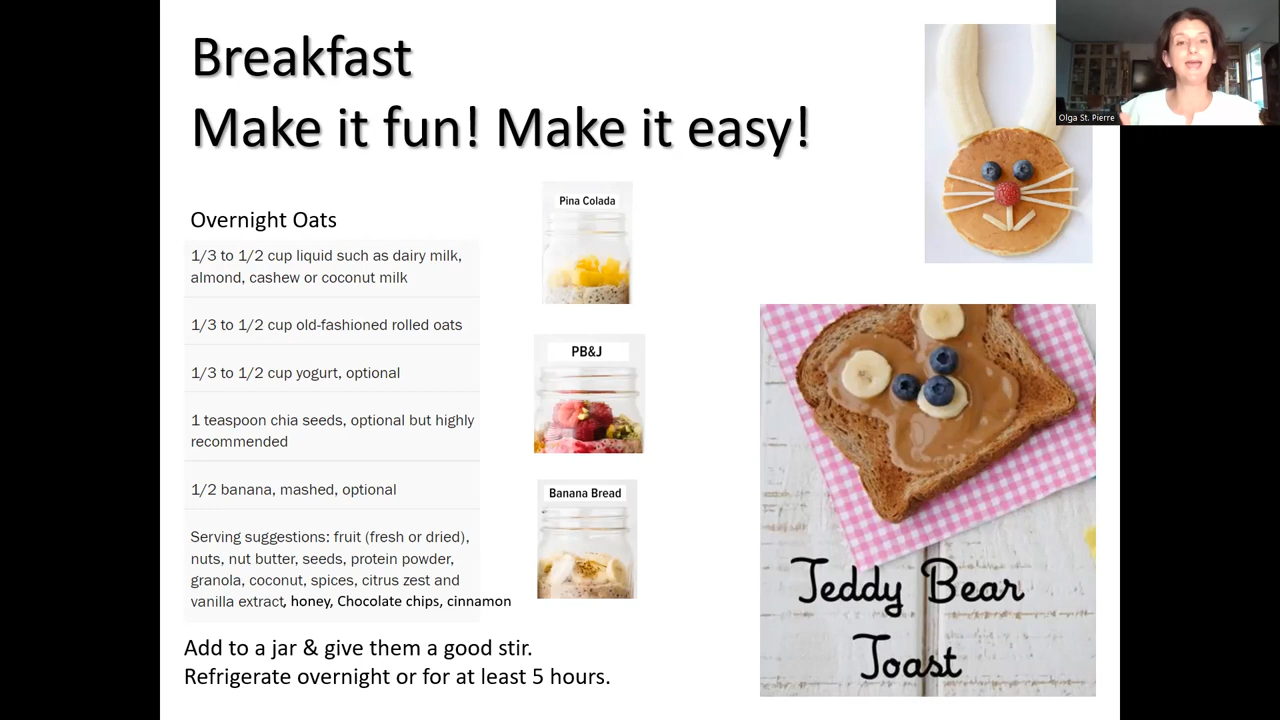 Breakfast
Make it fun! Make it easy!
Olga St. Pierre
Overnight Oats
1/3 to 1/2 cup liquid such as dairy milk,
almond, cashew or coconut milk
1/3 to 1/2 cup old-fashioned rolled oats
1/3 to 1/2 cup yogurt, optional
1 teaspoon chia seeds, optional but highly
recommended
1/2 banana, mashed, optional
Serving suggestions: fruit (fresh or dried),
nuts, nut butter, seeds, protein powder,
granola, coconut, spices, citrus zest and
vanilla extract, honey, Chocolate chips, cinnamon
Add to a jar & give them a good stir.
Refrigerate overnight or for at least 5 hours.
Pina Colada
PB&J
Banana Bread
Teddy Bear
Toast